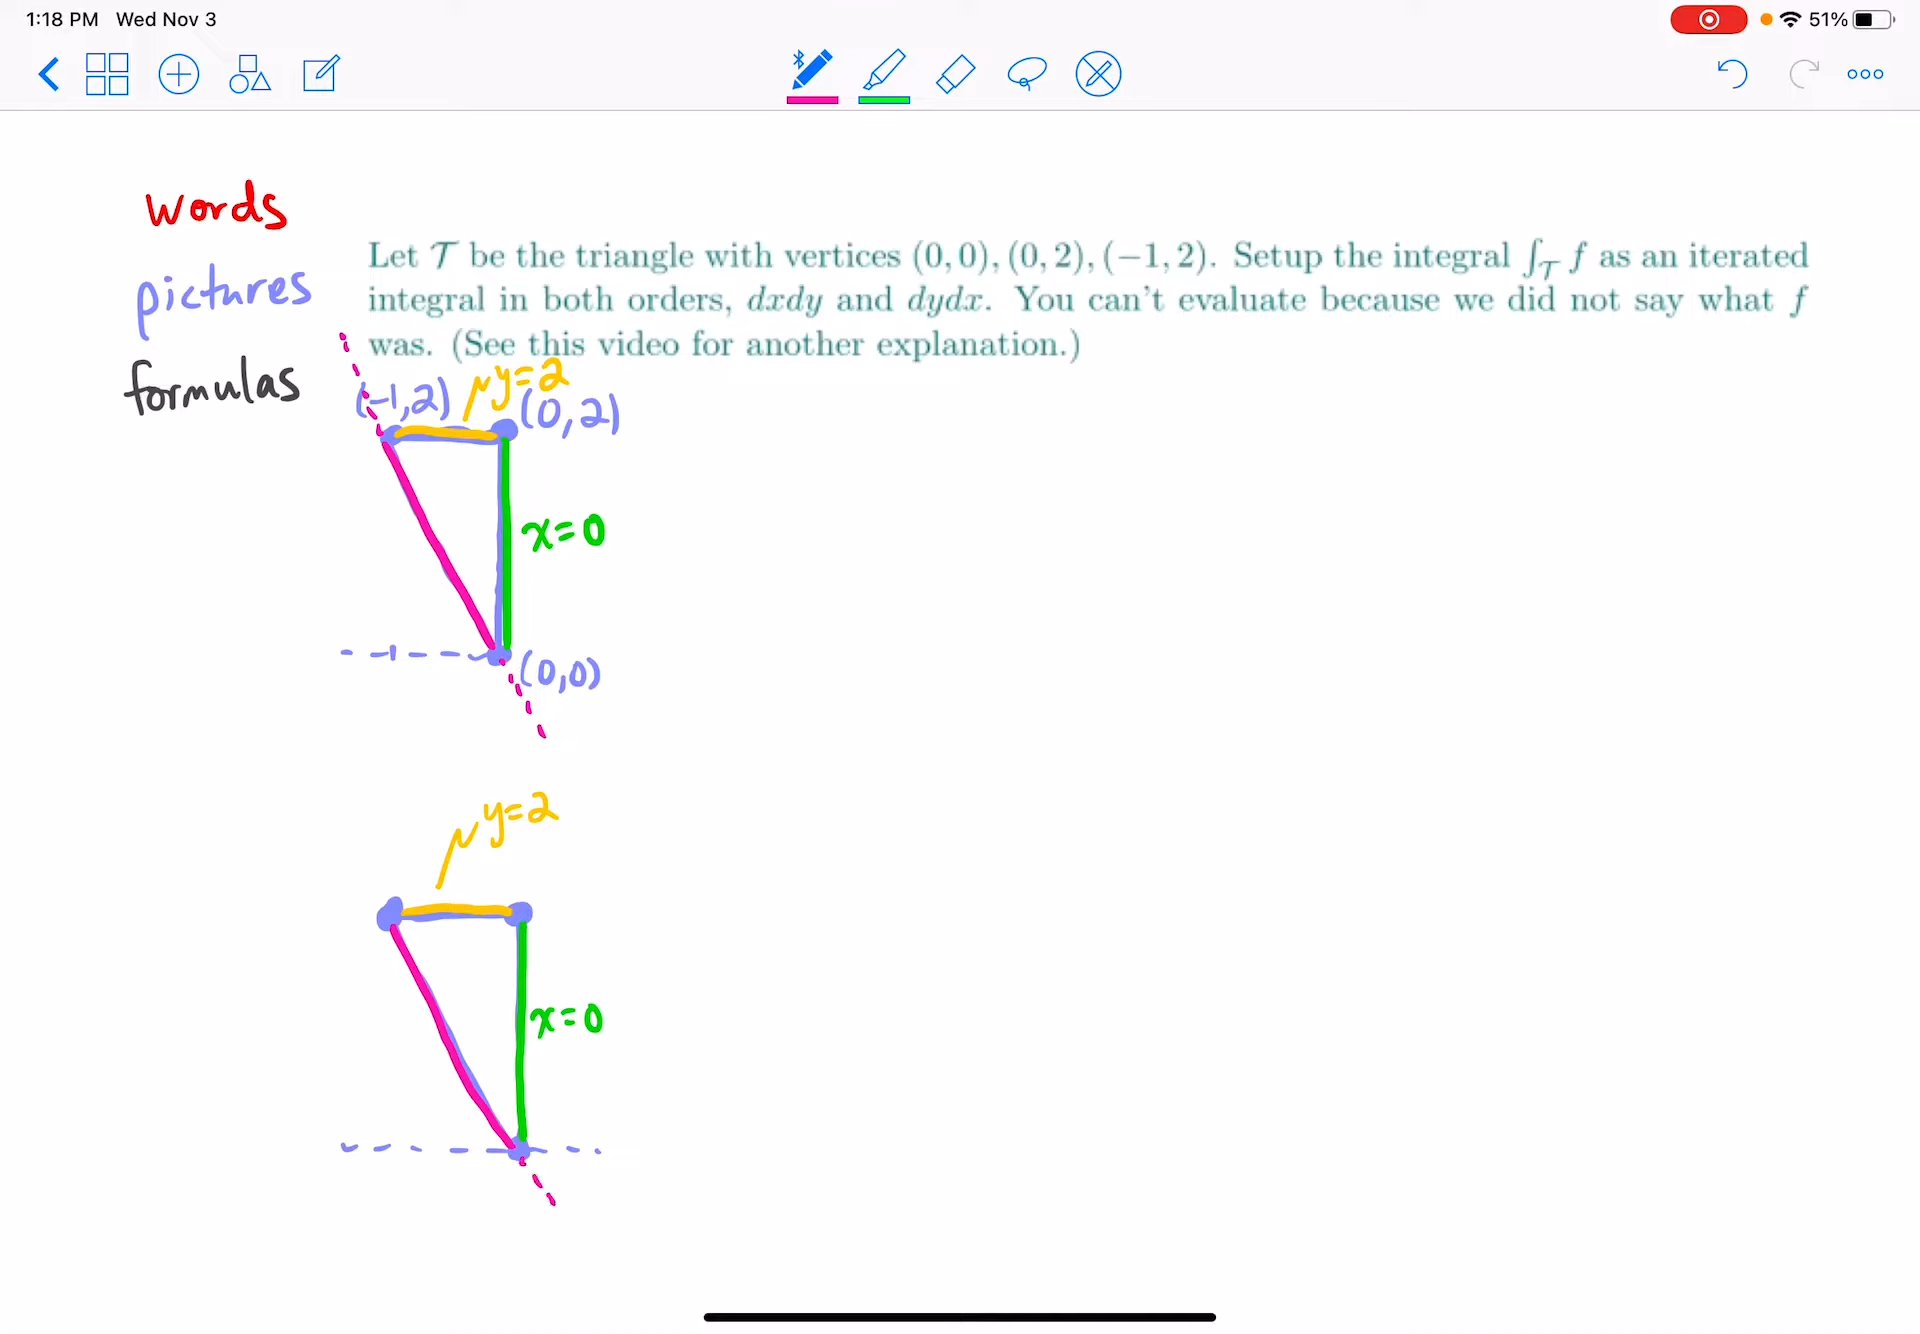 1:18 PM Wed Nov 3
51%
words
pictures
formulas
Let 𝒯 be the triangle with vertices (0, 0), (0, 2), (−1, 2). Setup the integral ∫_𝒯 f as an iterated
integral in both orders, dxdy and dydx. You can't evaluate because we did not say what f
was. (See this video for another explanation.)
y=2
(-1,2)
(0,2)
x=0
(0,0)
y=2
x=0